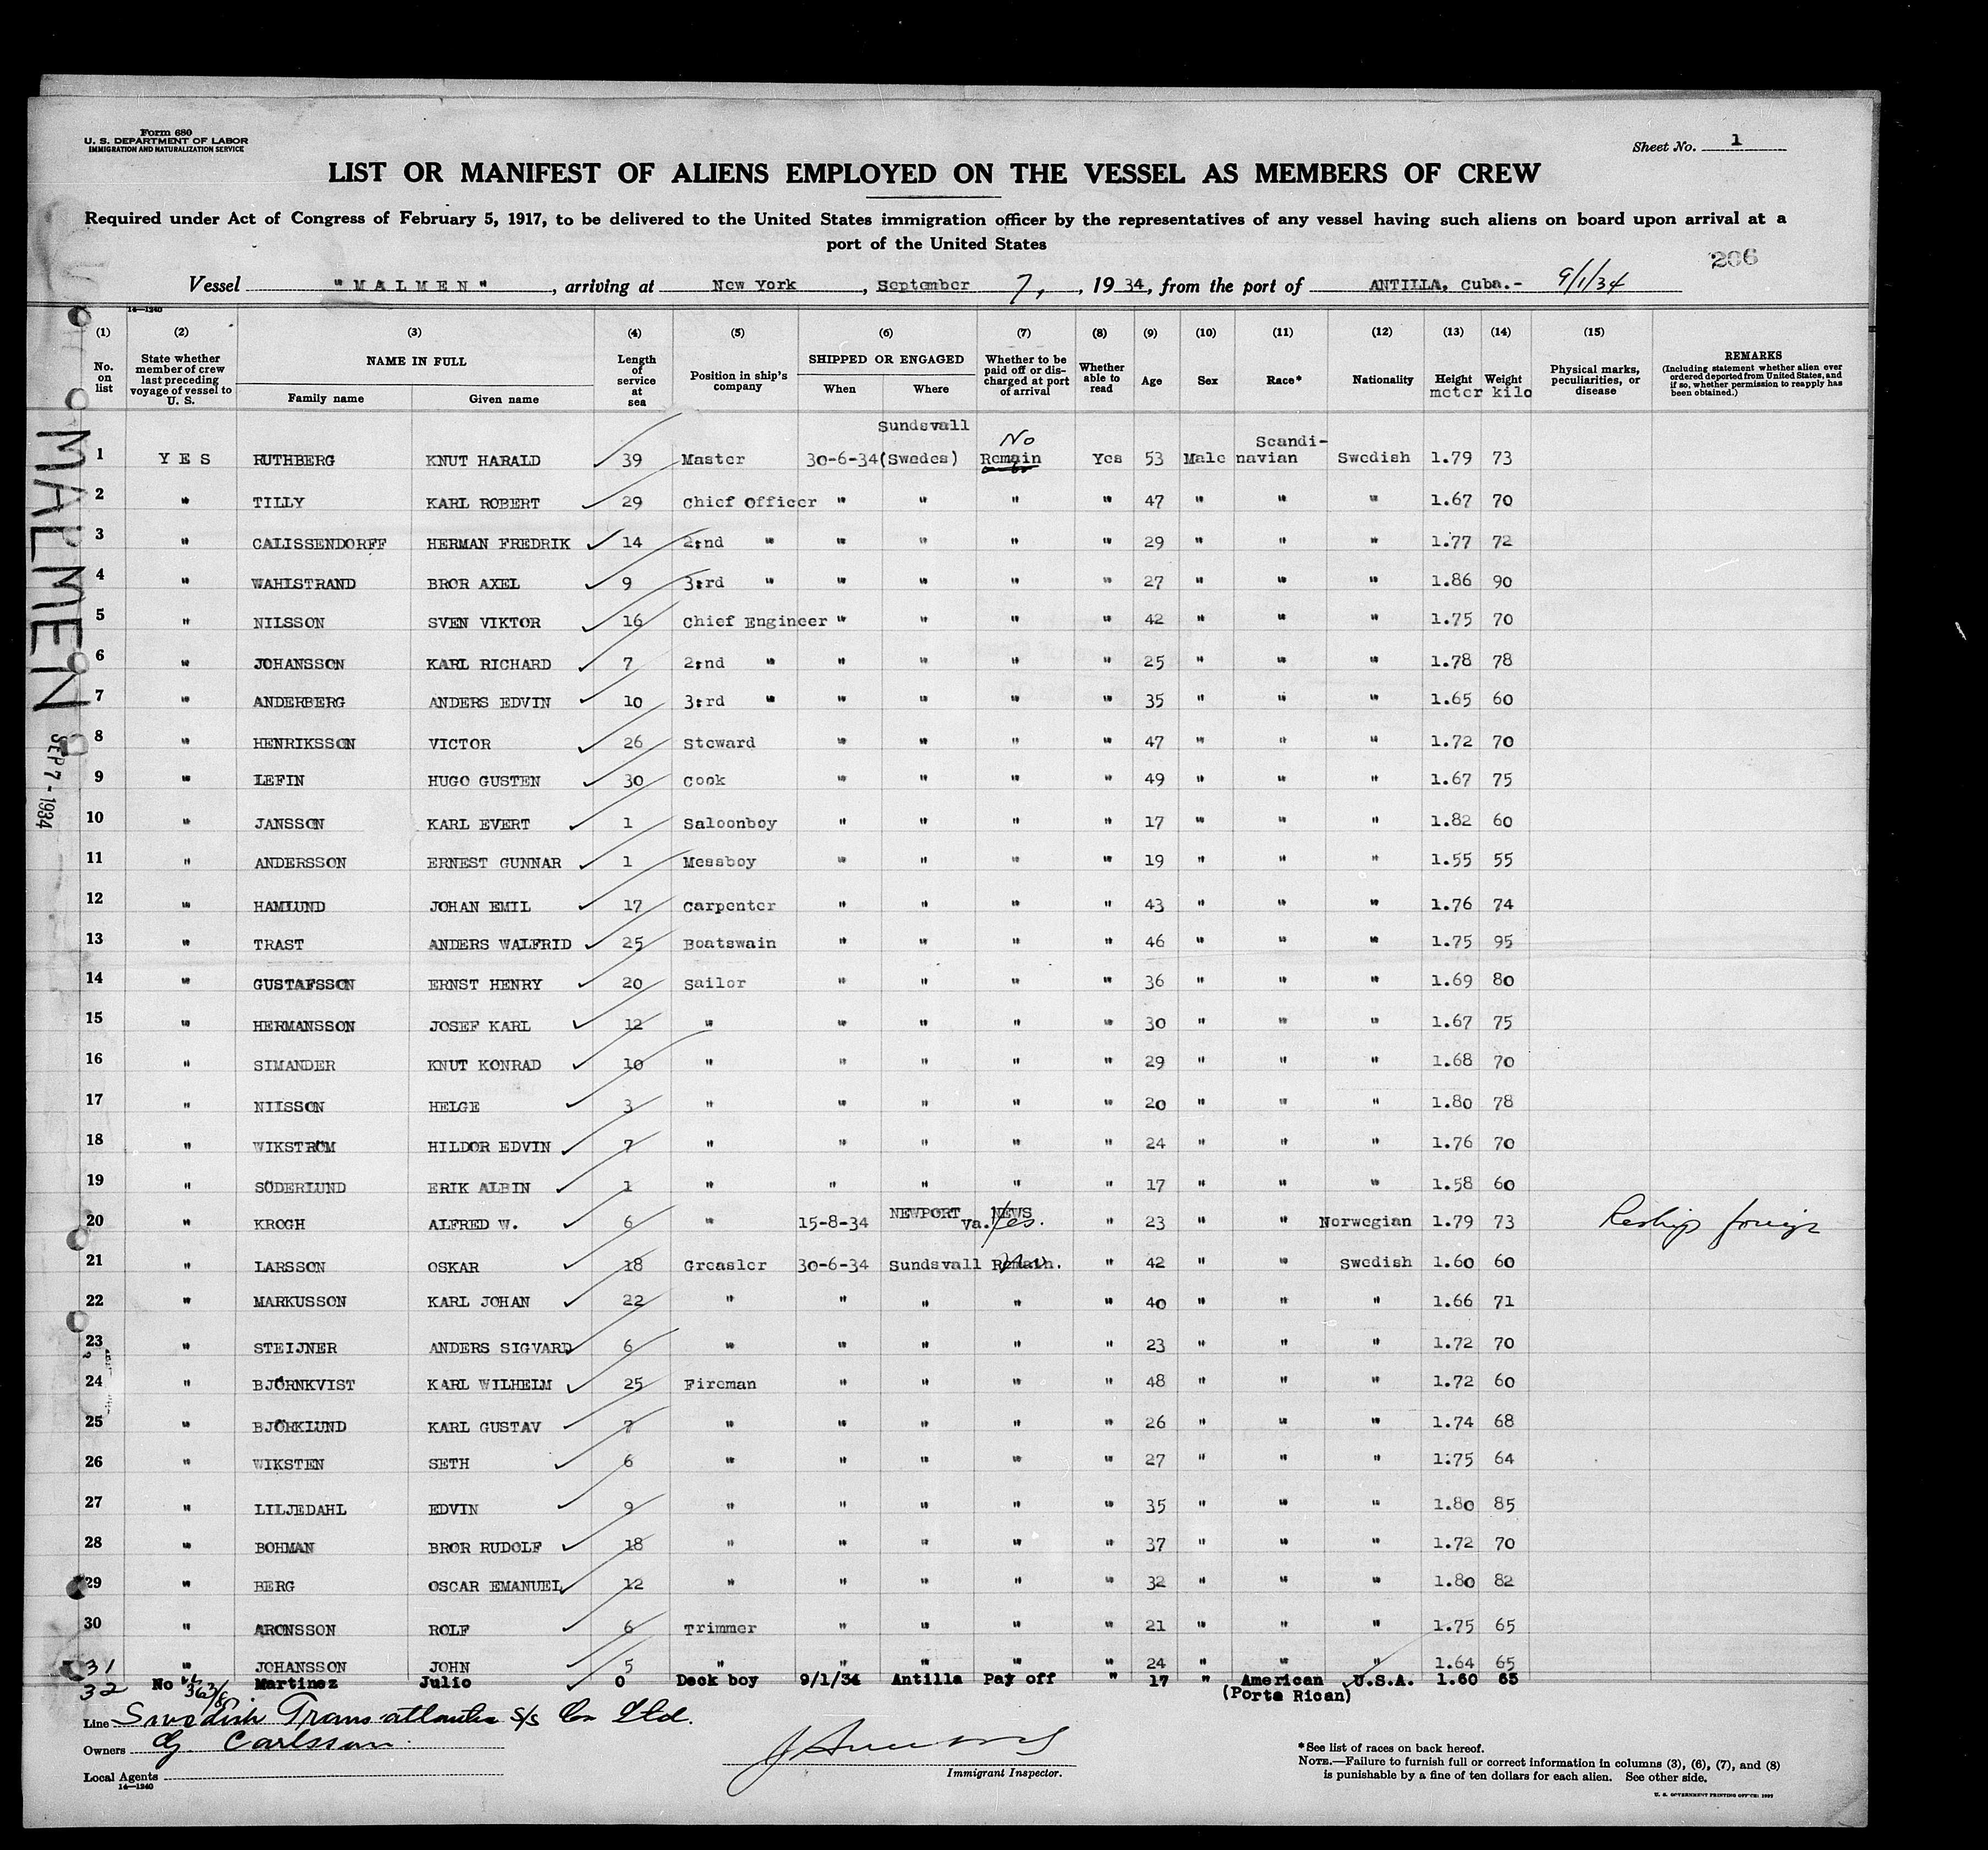 Form 680
U. S. DEPARTMENT OF LABOR
IMMIGRATION AND NATURALIZATION SERVICE
Sheet No. 1
LIST OR MANIFEST OF ALIENS EMPLOYED ON THE VESSEL AS MEMBERS OF CREW
Required under Act of Congress of February 5, 1917, to be delivered to the United States immigration officer by the representatives of any vessel having such aliens on board upon arrival at a
port of the United States
206
Vessel "MALMEN", arriving at New York, September 7, 1934, from the port of ANTILLA, Cuba.- 9/1/34
14—1240
(1) (2) (3) (4) (5) (6) (7) (8) (9) (10) (11) (12) (13) (14) (15)
No. on list | State whether member of crew last preceding voyage of vessel to U. S. | NAME IN FULL Family name Given name | Length of service at sea | Position in ship's company | SHIPPED OR ENGAGED When Where | Whether to be paid off or discharged at port of arrival | Whether able to read | Age | Sex | Race* | Nationality | Height meter | Weight kilo | Physical marks, peculiarities, or disease | REMARKS (Including statement whether alien ever ordered deported from United States, and if so, whether permission to reapply has been obtained.)
MALMEN
SEP 7 - 1934
Sundsvall No Scandi-
1 YES RUTHBERG KNUT HARALD 39 Master 30-6-34 (Swedes) Remain Yes 53 Male navian Swedish 1.79 73
2 " TILLY KARL ROBERT 29 Chief Officer " " " " 47 " " " 1.67 70
3 " CALISSENDORFF HERMAN FREDRIK 14 2:nd " " " " " 29 " " " 1.77 72
4 " WAHLSTRAND BROR AXEL 9 3:rd " " " " " 27 " " " 1.86 90
5 " NILSSON SVEN VIKTOR 16 Chief Engineer " " " " 42 " " " 1.75 70
6 " JOHANSSON KARL RICHARD 7 2:nd " " " " " 25 " " " 1.78 78
7 " ANDERBERG ANDERS EDVIN 10 3:rd " " " " " 35 " " " 1.65 60
8 " HENRIKSSON VICTOR 26 Steward " " " " 47 " " " 1.72 70
9 " LEFIN HUGO GUSTEN 30 Cook " " " " 49 " " " 1.67 75
10 " JANSSON KARL EVERT 1 Saloonboy " " " " 17 " " " 1.82 60
11 " ANDERSSON ERNEST GUNNAR 1 Messboy " " " " 19 " " " 1.55 55
12 " HAMLUND JOHAN EMIL 17 Carpenter " " " " 43 " " " 1.76 74
13 " TRAST ANDERS WALFRID 25 Boatswain " " " " 46 " " " 1.75 95
14 " GUSTAFSSON ERNST HENRY 20 Sailor " " " " 36 " " " 1.69 80
15 " HERMANSSON JOSEF KARL 12 " " " " " 30 " " " 1.67 75
16 " SIMANDER KNUT KONRAD 10 " " " " " 29 " " " 1.68 70
17 " NILSSON HELGE 3 " " " " " 20 " " " 1.80 78
18 " WIKSTRÖM HILDOR EDVIN 7 " " " " " 24 " " " 1.76 70
19 " SÖDERLUND ERIK ALBIN 1 " " " " " 17 " " " 1.58 60
20 " KROGH ALFRED W. 6 " 15-8-34 NEWPORT NEWS Va. Yes. " 23 " " Norwegian 1.79 73 Reship foreign
21 " LARSSON OSKAR 18 Greasler 30-6-34 Sundsvall Remain. " 42 " " Swedish 1.60 60
22 " MARKUSSON KARL JOHAN 22 " " " " " 40 " " " 1.66 71
23 " STEIJNER ANDERS SIGVARD 6 " " " " " 23 " " " 1.72 70
24 " BJÖRNKVIST KARL WILHELM 25 Fireman " " " " 48 " " " 1.72 60
25 " BJÖRKLUND KARL GUSTAV 7 " " " " " 26 " " " 1.74 68
26 " WIKSTEN SETH 6 " " " " " 27 " " " 1:75 64
27 " LILJEDAHL EDVIN 9 " " " " " 35 " " " 1.80 85
28 " BOHMAN BROR RUDOLF 18 " " " " " 37 " " " 1.72 70
29 " BERG OSCAR EMANUEL 12 " " " " " 32 " " " 1.80 82
30 " ARONSSON ROLF 6 Trimmer " " " " 21 " " " 1.75 65
31 " JOHANSSON JOHN 5 " " " " " 24 " " " 1.64 65
32 No Martinez Julio 0 Deck boy 9/1/34 Antilla Pay off " 17 " American U.S.A. 1.60 65
(Porto Rican)
Line Swedish Transatlantic S/S Co Ltd.
Owners G. Carlsson
Local Agents
14—1240
Immigrant Inspector.
*See list of races on back hereof.
NOTE.—Failure to furnish full or correct information in columns (3), (6), (7), and (8)
is punishable by a fine of ten dollars for each alien. See other side.
U. S. GOVERNMENT PRINTING OFFICE: 1927